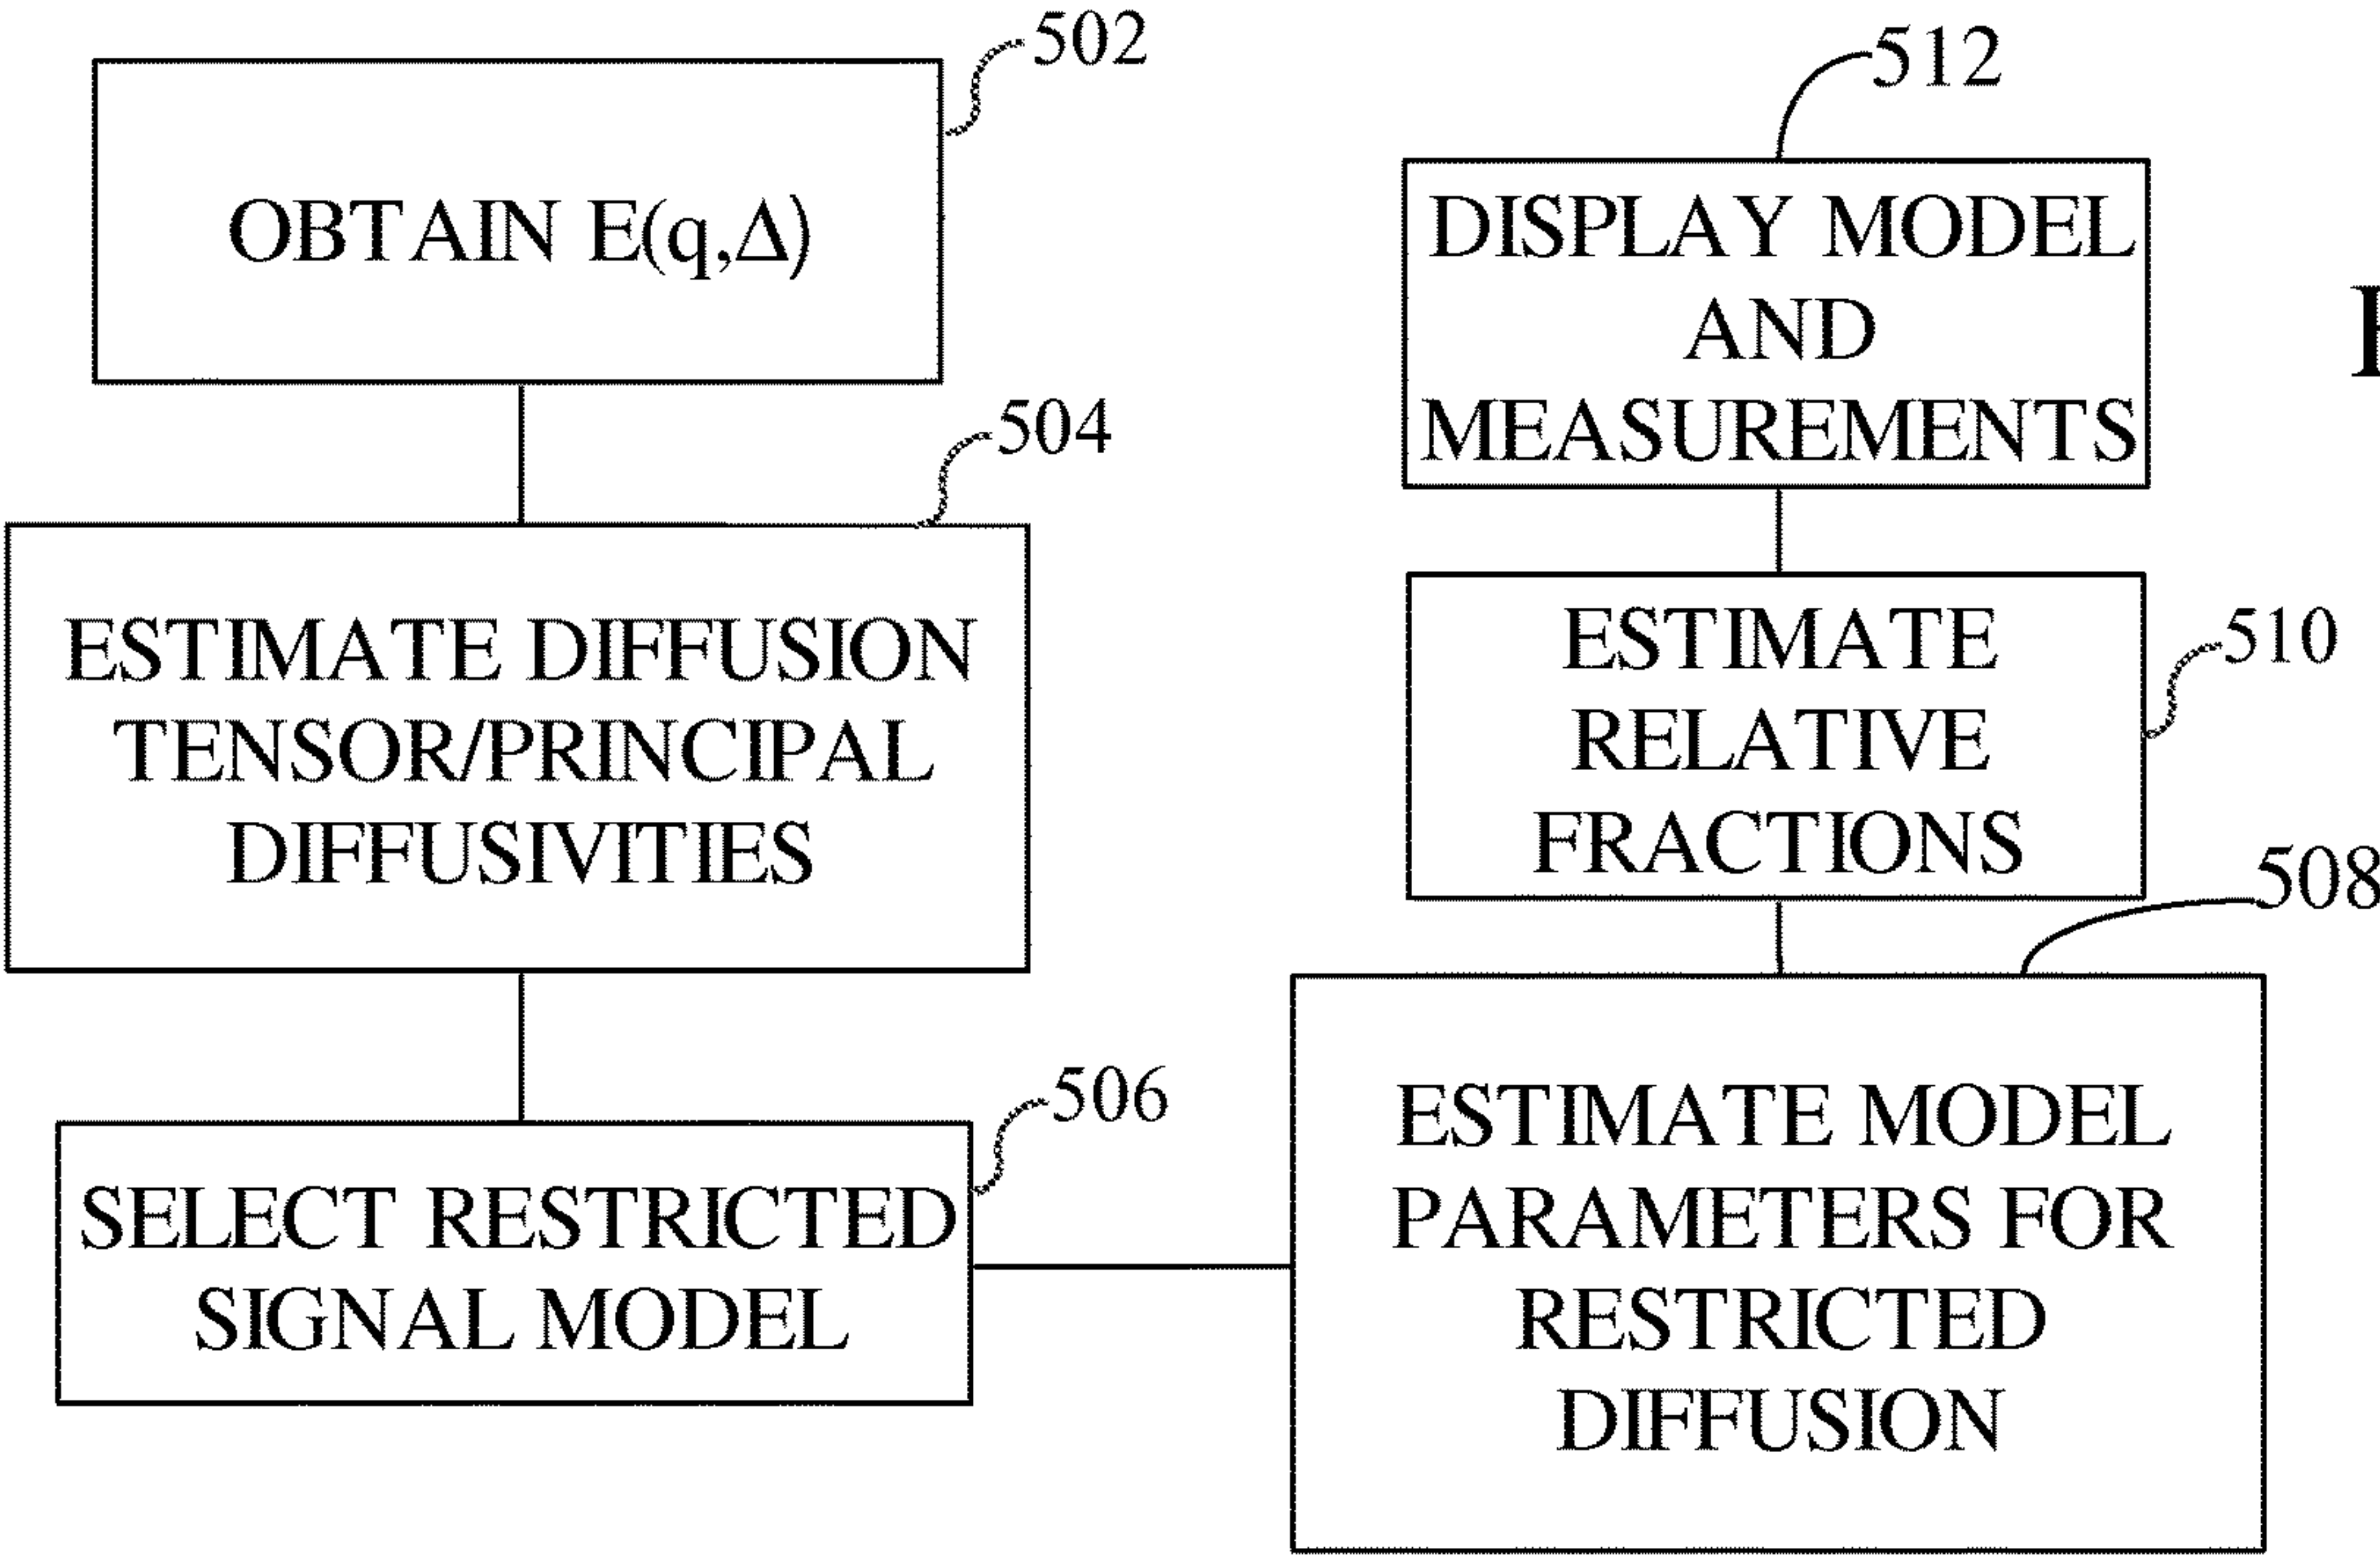 502
OBTAIN E(q,Δ)
504
ESTIMATE DIFFUSION
TENSOR/PRINCIPAL
DIFFUSIVITIES
506
SELECT RESTRICTED
SIGNAL MODEL
508
ESTIMATE MODEL
PARAMETERS FOR
RESTRICTED
DIFFUSION
510
ESTIMATE
RELATIVE
FRACTIONS
512
DISPLAY MODEL
AND
MEASUREMENTS